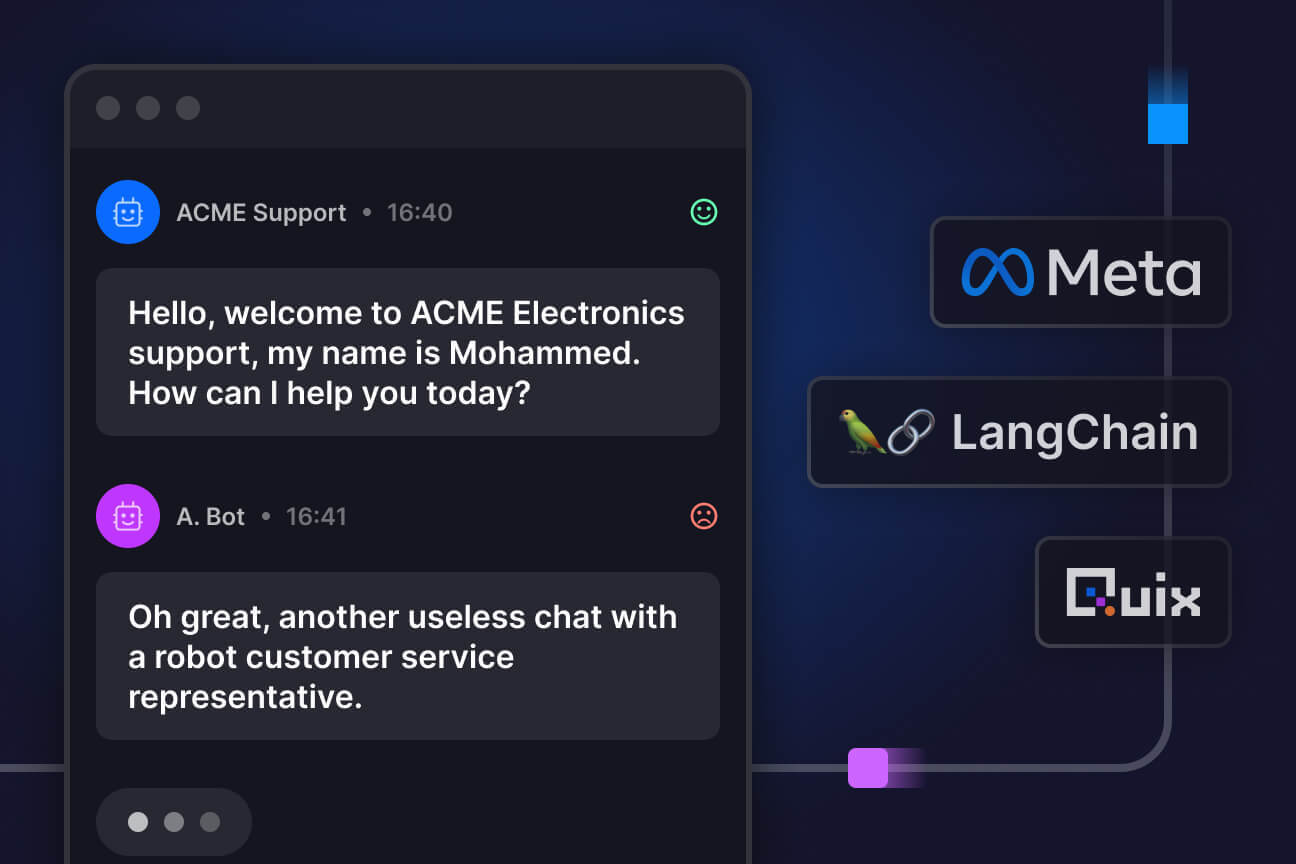 ACME Support • 16:40
Hello, welcome to ACME Electronics
support, my name is Mohammed.
How can I help you today?
A. Bot • 16:41
Oh great, another useless chat with
a robot customer service
representative.
Meta
LangChain
Quix